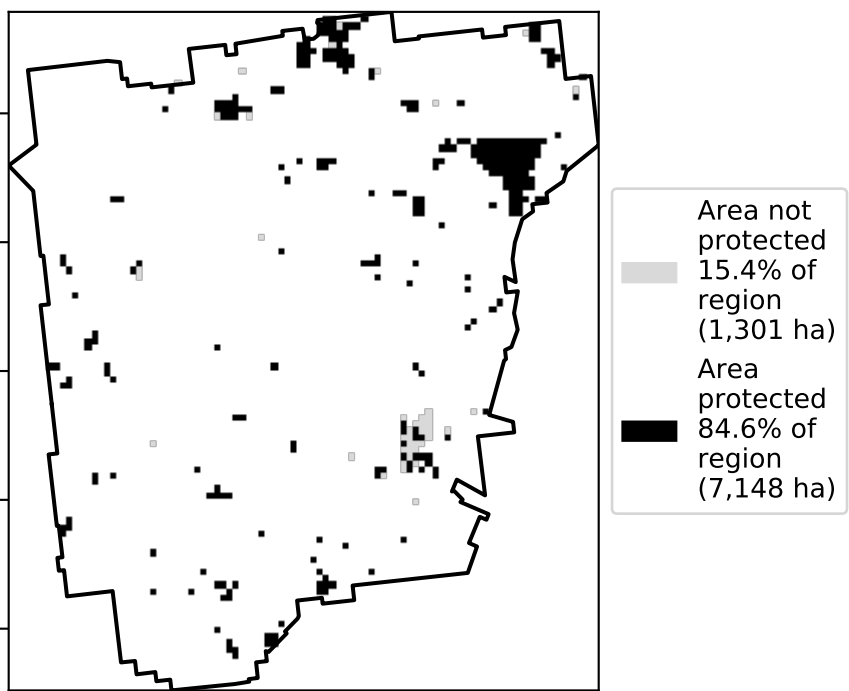 Area not
protected
15.4% of
region
(1,301 ha)
Area
protected
84.6% of
region
(7,148 ha)